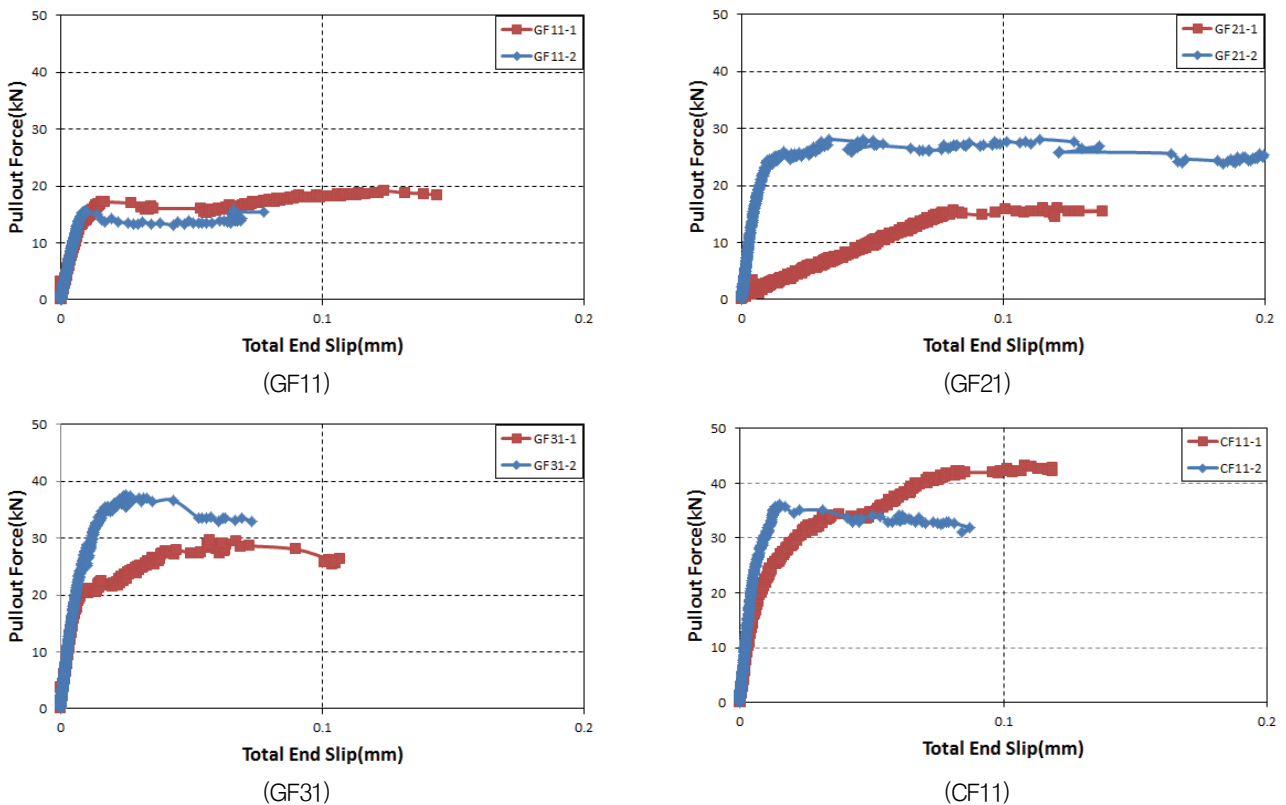 50
40
30
20
10
0
Pullout Force(kN)
GF11-1
GF11-2
0
0.1
0.2
Total End Slip(mm)
(GF11)
50
40
30
20
10
0
Pullout Force(kN)
GF21-1
GF21-2
0
0.1
0.2
Total End Slip(mm)
(GF21)
50
40
30
20
10
0
Pullout Force(kN)
GF31-1
GF31-2
0
0.1
0.2
Total End Slip(mm)
(GF31)
50
40
30
20
10
0
Pullout Force(kN)
CF11-1
CF11-2
0
0.1
0.2
Total End Slip(mm)
(CF11)